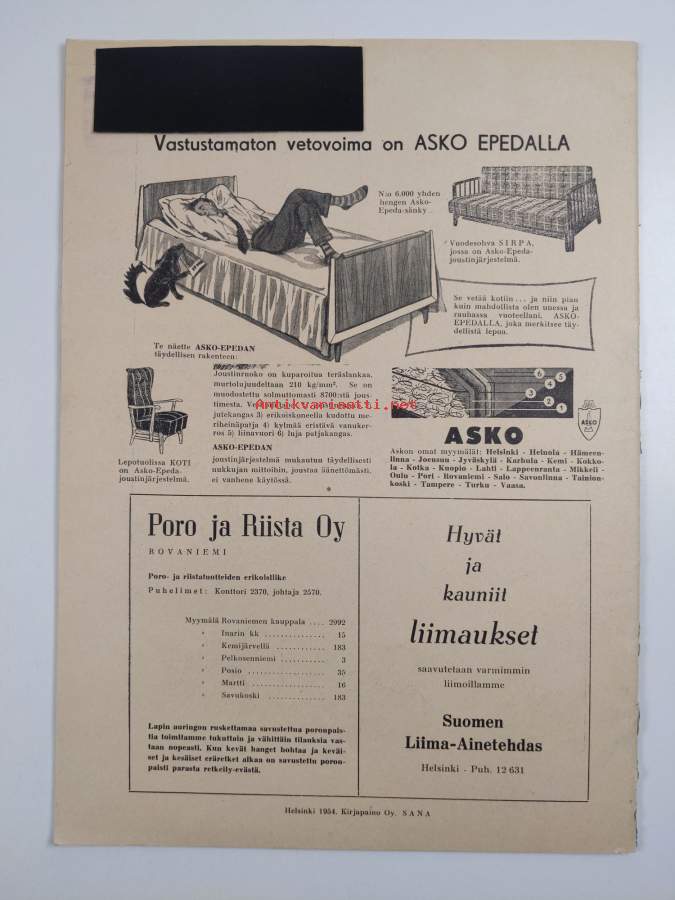 Vastustamaton vetovoima on ASKO EPEDALLA
N:o 6.000 yhden
hengen Asko-
Epeda-sänky
Vuodesohva SIRPA,
jossa on Asko-Epeda-
joustinjärjestelmä.
Se vetää kotiin... ja niin pian
kuin mahdollista olen unessa ja
rauhassa vuoteellani, ASKO-
EPEDALLA, joka merkitsee täy-
dellistä lepoa.
Te näette ASKO-EPEDAN
täydellisen rakenteen:
Joustinruoko on kuparoitua teräslankaa,
murtolujuudeltaan 210 kg/mm². Se on
muodostettu solmuttomasti 8700:stä jous-
timesta.
jutekangas 3) erikoiskoneella kudottu me-
riheinäpatja 4) kylmää eristävä vanuker-
ros 5) liinavuori 6) luja patjakangas.
ASKO-EPEDAN
joustinjärjestelmä mukautuu täydellisesti
nukkujan mittoihin, joustaa äänettömästi,
ei vanhene käytössä.
Lepotuolissa KOTI
on Asko-Epeda-
joustinjärjestelmä.
6
5
4
3
2
1
ASKO
ASKO
Askon omat myymälät: Helsinki - Heinola - Hämeen-
linna - Joensuu - Jyväskylä - Karhula - Kemi - Kokko-
la - Kotka - Kuopio - Lahti - Lappeenranta - Mikkeli -
Oulu - Pori - Rovaniemi - Salo - Savonlinna - Tainion-
koski - Tampere - Turku - Vaasa.
Antikvariaatti.net
*
Poro ja Riista Oy
ROVANIEMI
Poro- ja riistatuotteiden erikoisliike
Puhelimet: Konttori 2370, johtaja 2570.
Myymälä Rovaniemen kauppala .... 2992
" Inarin kk .............. 15
" Kemijärvellä ............ 183
" Pelkosenniemi ........... 3
" Posio ................... 35
" Martti .................. 16
" Savukoski ............... 183
Lapin auringon ruskettamaa savustettua poronpais-
tia toimitamme tukuttain ja vähittäin tilauksia vas-
taan nopeasti. Kun kevät hanget hohtaa ja keväi-
set ja kesäiset eräretket alkaa on savustettu poron-
paisti parasta retkeily-evästä.
Hyvät
ja
kauniit
liimaukset
saavutetaan varmimmin
liimoillamme
Suomen
Liima-Ainetehdas
Helsinki - Puh. 12 631
Helsinki 1954. Kirjapaino Oy. SANA